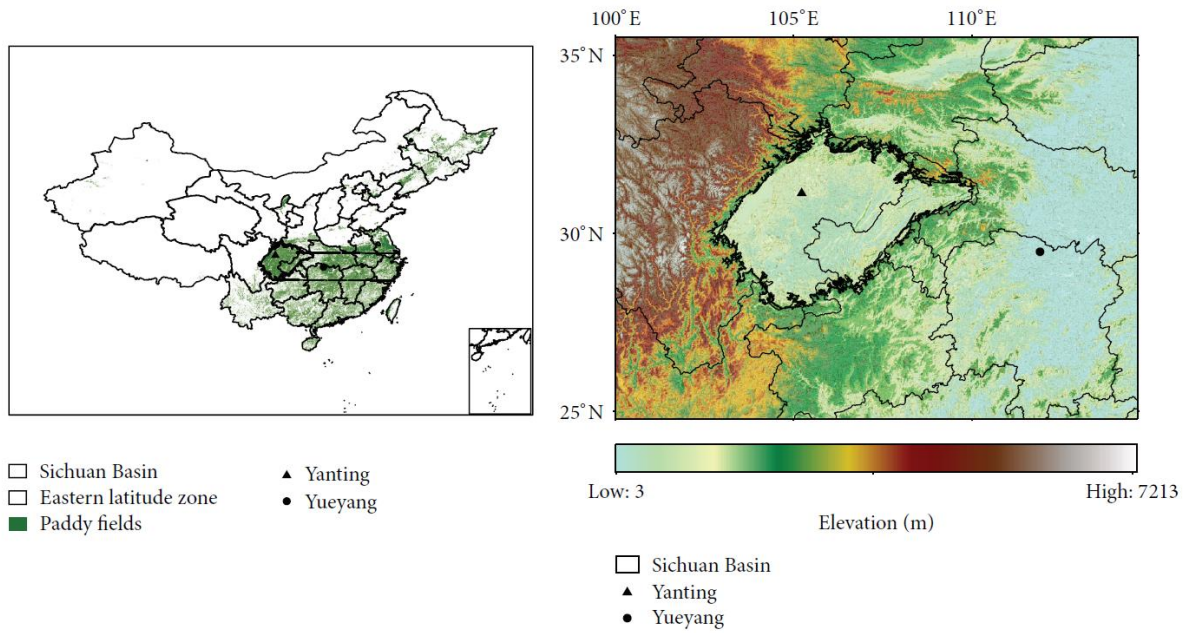 100°E 105°E 110°E
35°N
30°N
25°N
Sichuan Basin
Eastern latitude zone
Paddy fields
Yanting
Yueyang
Low: 3 High: 7213
Elevation (m)
Sichuan Basin
Yanting
Yueyang